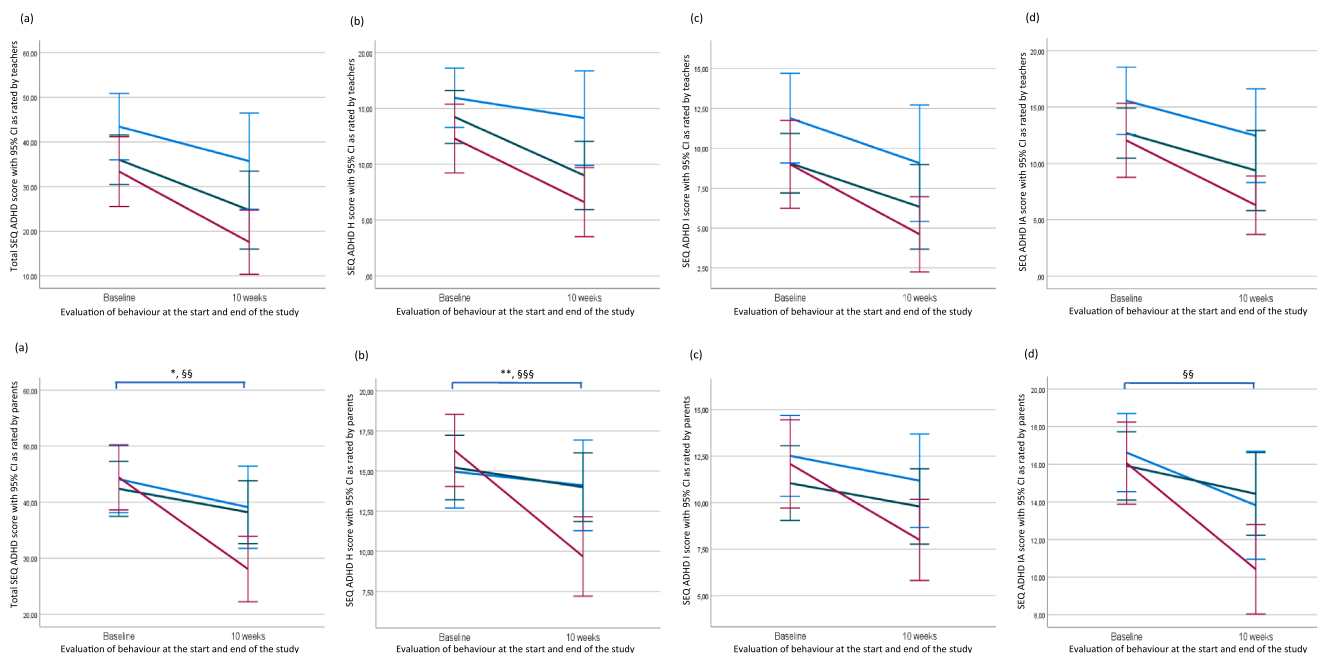 (a)
Total SEQ ADHD score with 95% CI as rated by teachers
60,00
50,00
40,00
30,00
20,00
10,00
Baseline
10 weeks
Evaluation of behaviour at the start and end of the study
(b)
SEQ ADHD H score with 95% CI as rated by teachers
20,00
15,00
10,00
5,00
,00
Baseline
10 weeks
Evaluation of behaviour at the start and end of the study
(c)
SEQ ADHD I score with 95% CI as rated by teachers
15,00
12,50
10,00
7,50
5,00
2,50
Baseline
10 weeks
Evaluation of behaviour at the start and end of the study
(d)
SEQ ADHD IA score with 95% CI as rated by teachers
20,00
15,00
10,00
5,00
,00
Baseline
10 weeks
Evaluation of behaviour at the start and end of the study
(a)
Total SEQ ADHD score with 95% CI as rated by parents
*, §§
60,00
50,00
40,00
30,00
20,00
Baseline
10 weeks
Evaluation of behaviour at the start and end of the study
(b)
SEQ ADHD H score with 95% CI as rated by parents
**, §§§
20,00
17,50
15,00
12,50
10,00
7,50
Baseline
10 weeks
Evaluation of behaviour at the start and end of the study
(c)
SEQ ADHD I score with 95% CI as rated by parents
15,00
12,50
10,00
7,50
5,00
Baseline
10 weeks
Evaluation of behaviour at the start and end of the study
(d)
SEQ ADHD IA score with 95% CI as rated by parents
§§
20,00
18,00
16,00
14,00
12,00
10,00
8,00
Baseline
10 weeks
Evaluation of behaviour at the start and end of the study